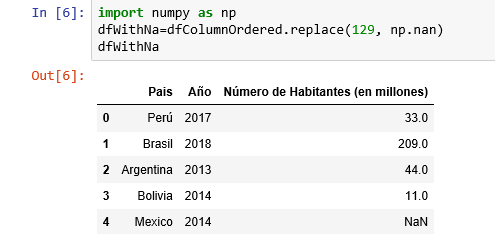 In [6]: import numpy as np
dfWithNa=dfColumnOrdered.replace(129, np.nan)
dfWithNa
Out[6]:
Pais Año Número de Habitantes (en millones)
0 Perú 2017 33.0
1 Brasil 2018 209.0
2 Argentina 2013 44.0
3 Bolivia 2014 11.0
4 Mexico 2014 NaN